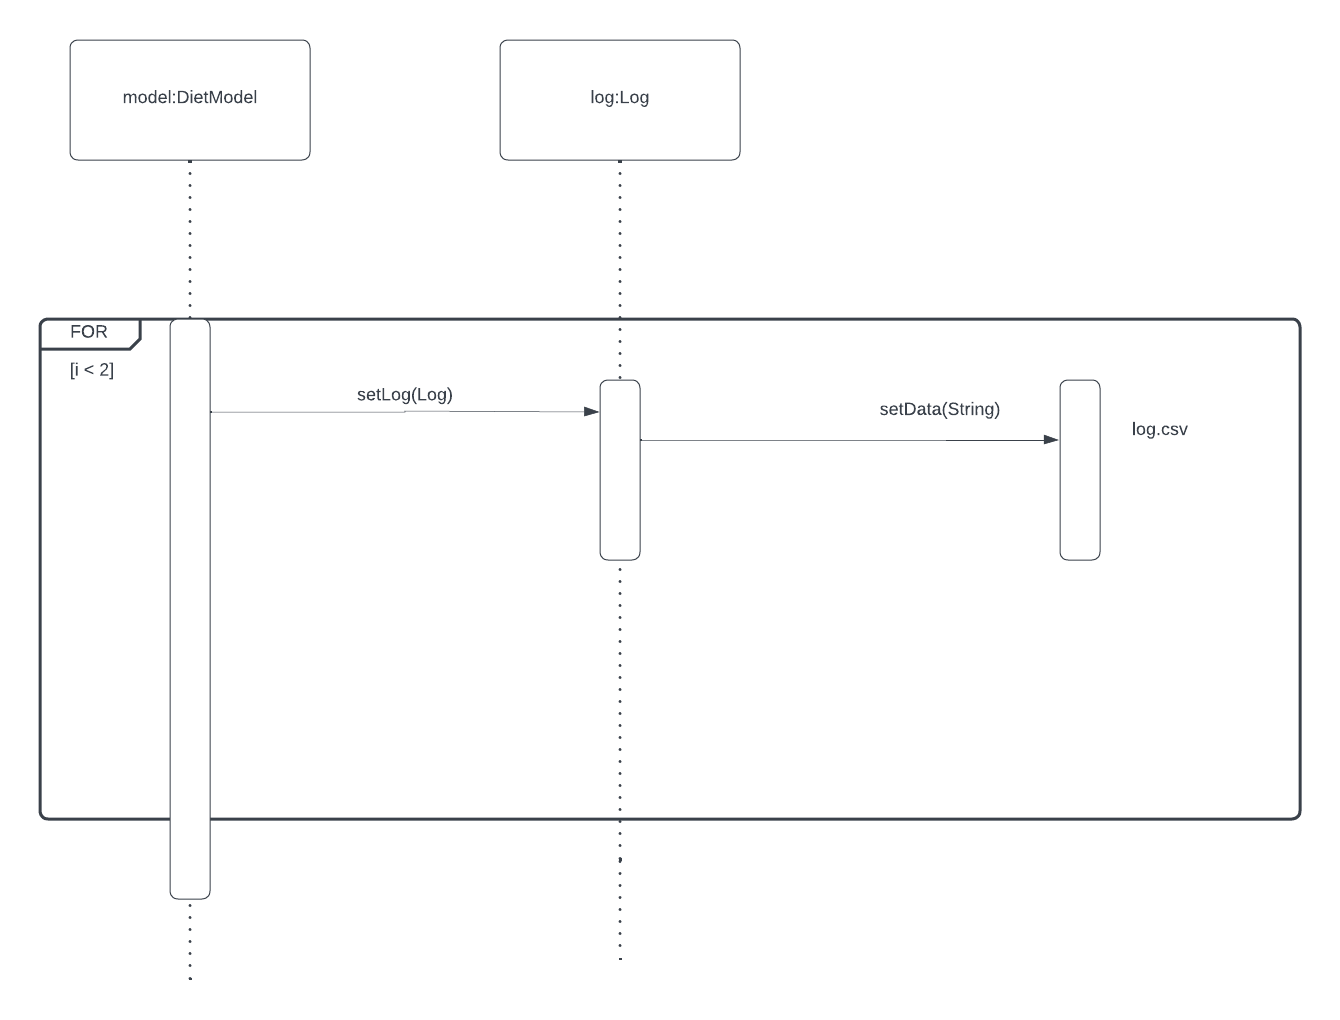 model:DietModel
log:Log
FOR
[i < 2]
setLog(Log)
setData(String)
log.csv